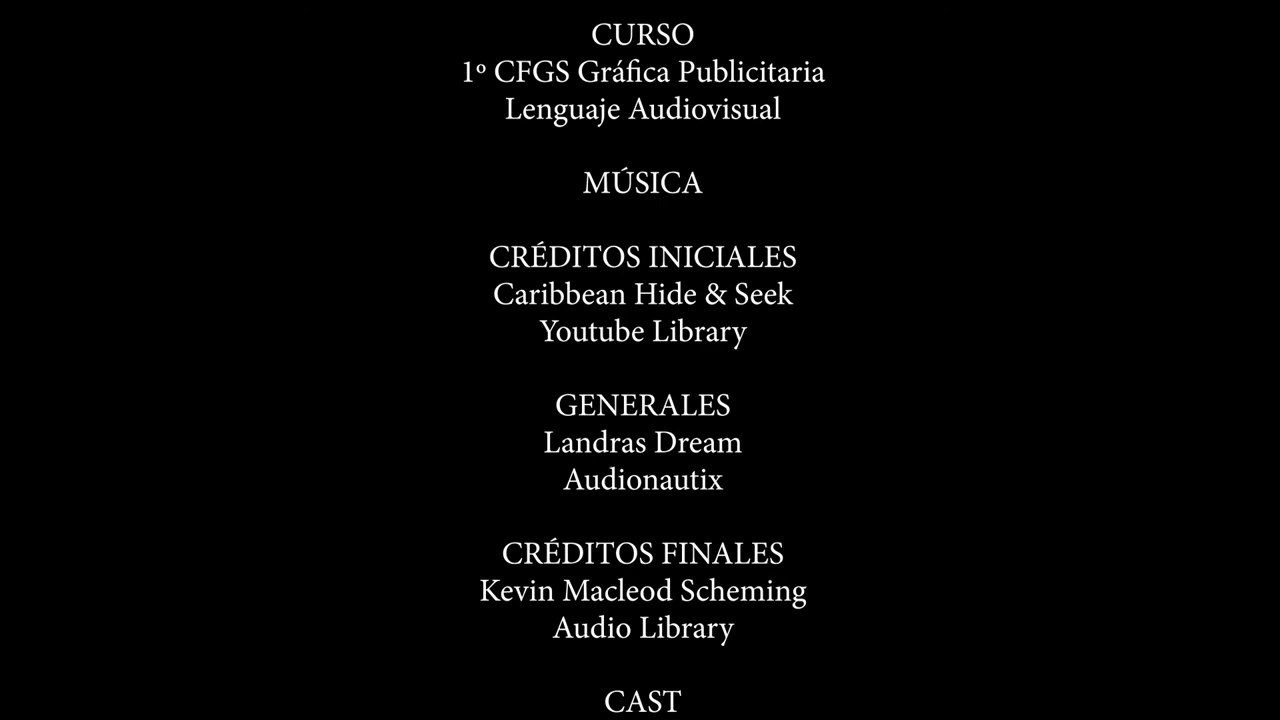 CURSO
1º CFGS Gráfica Publicitaria
Lenguaje Audiovisual
MÚSICA
CRÉDITOS INICIALES
Caribbean Hide & Seek
Youtube Library
GENERALES
Landras Dream
Audionautix
CRÉDITOS FINALES
Kevin Macleod Scheming
Audio Library
CAST